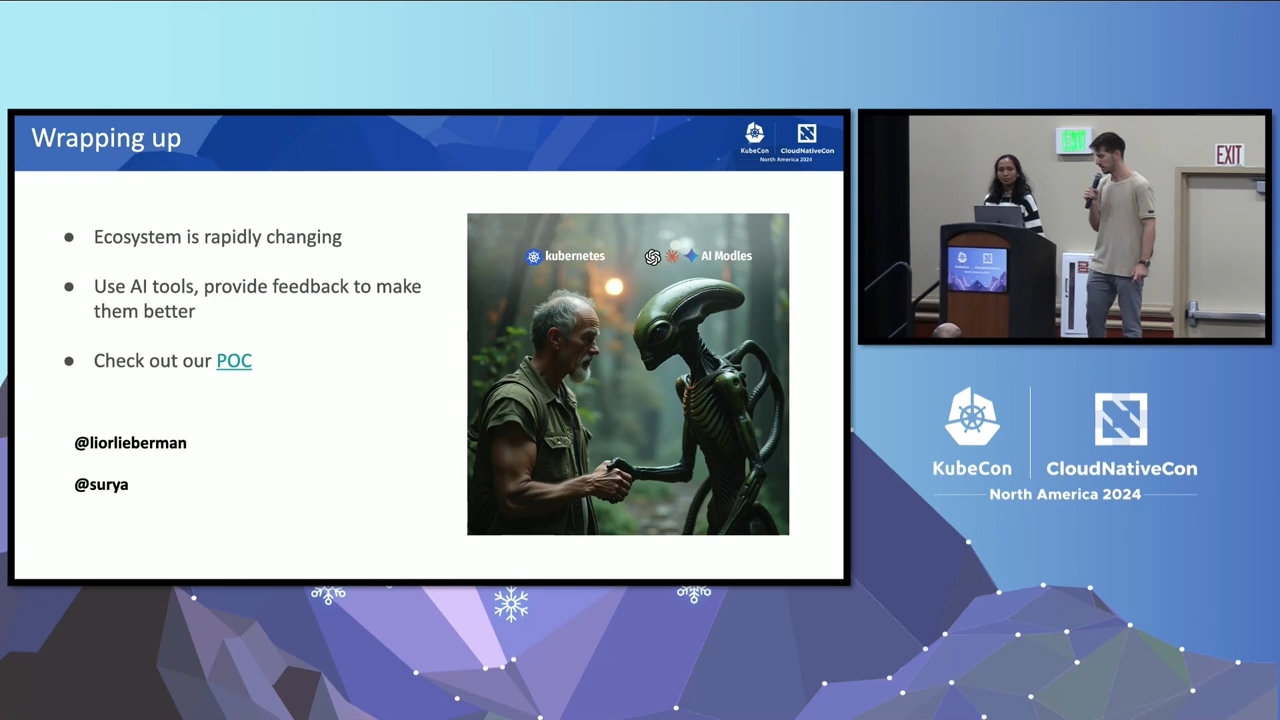 Wrapping up
KubeCon
CloudNativeCon
North America 2024
Ecosystem is rapidly changing
Use AI tools, provide feedback to make
them better
Check out our POC
@liorlieberman
@surya
kubernetes
AI Modles
EXIT
EXIT
KubeCon
CloudNativeCon
North America 2024